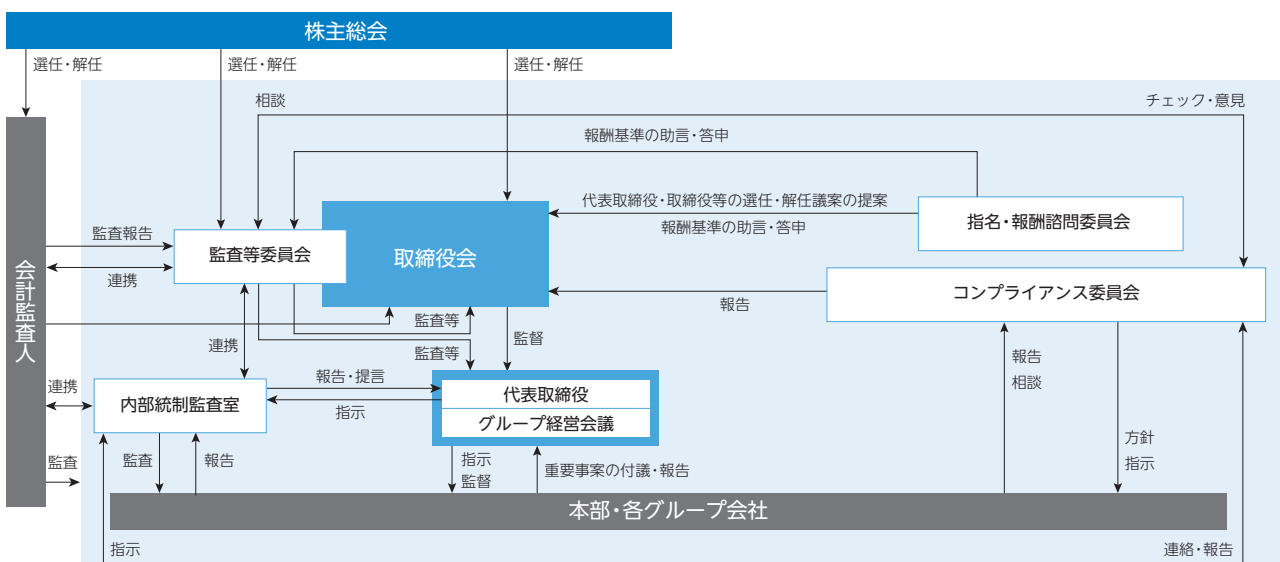 株主総会
選任・解任
選任・解任
選任・解任
相談
チェック・意見
報酬基準の助言・答申
代表取締役・取締役等の選任・解任議案の提案
報酬基準の助言・答申
指名・報酬諮問委員会
監査報告
連携
監査等委員会
取締役会
会計監査人
コンプライアンス委員会
報告
監査等
監督
連携
監査等
報告
相談
報告・提言
指示
代表取締役
グループ経営会議
連携
内部統制監査室
監査
監査
報告
指示
監督
重要事案の付議・報告
方針
指示
本部・各グループ会社
指示
連絡・報告